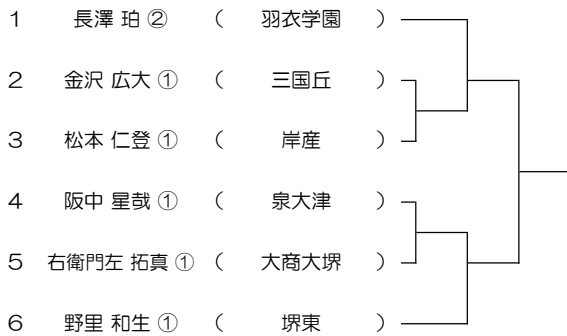 1 長澤 珀 ② ( 羽衣学園 )
2 金沢 広大 ① ( 三国丘 )
3 松本 仁登 ① ( 岸産 )
4 阪中 星哉 ① ( 泉大津 )
5 右衛門左 拓真 ① ( 大商大堺 )
6 野里 和生 ① ( 堺東 )